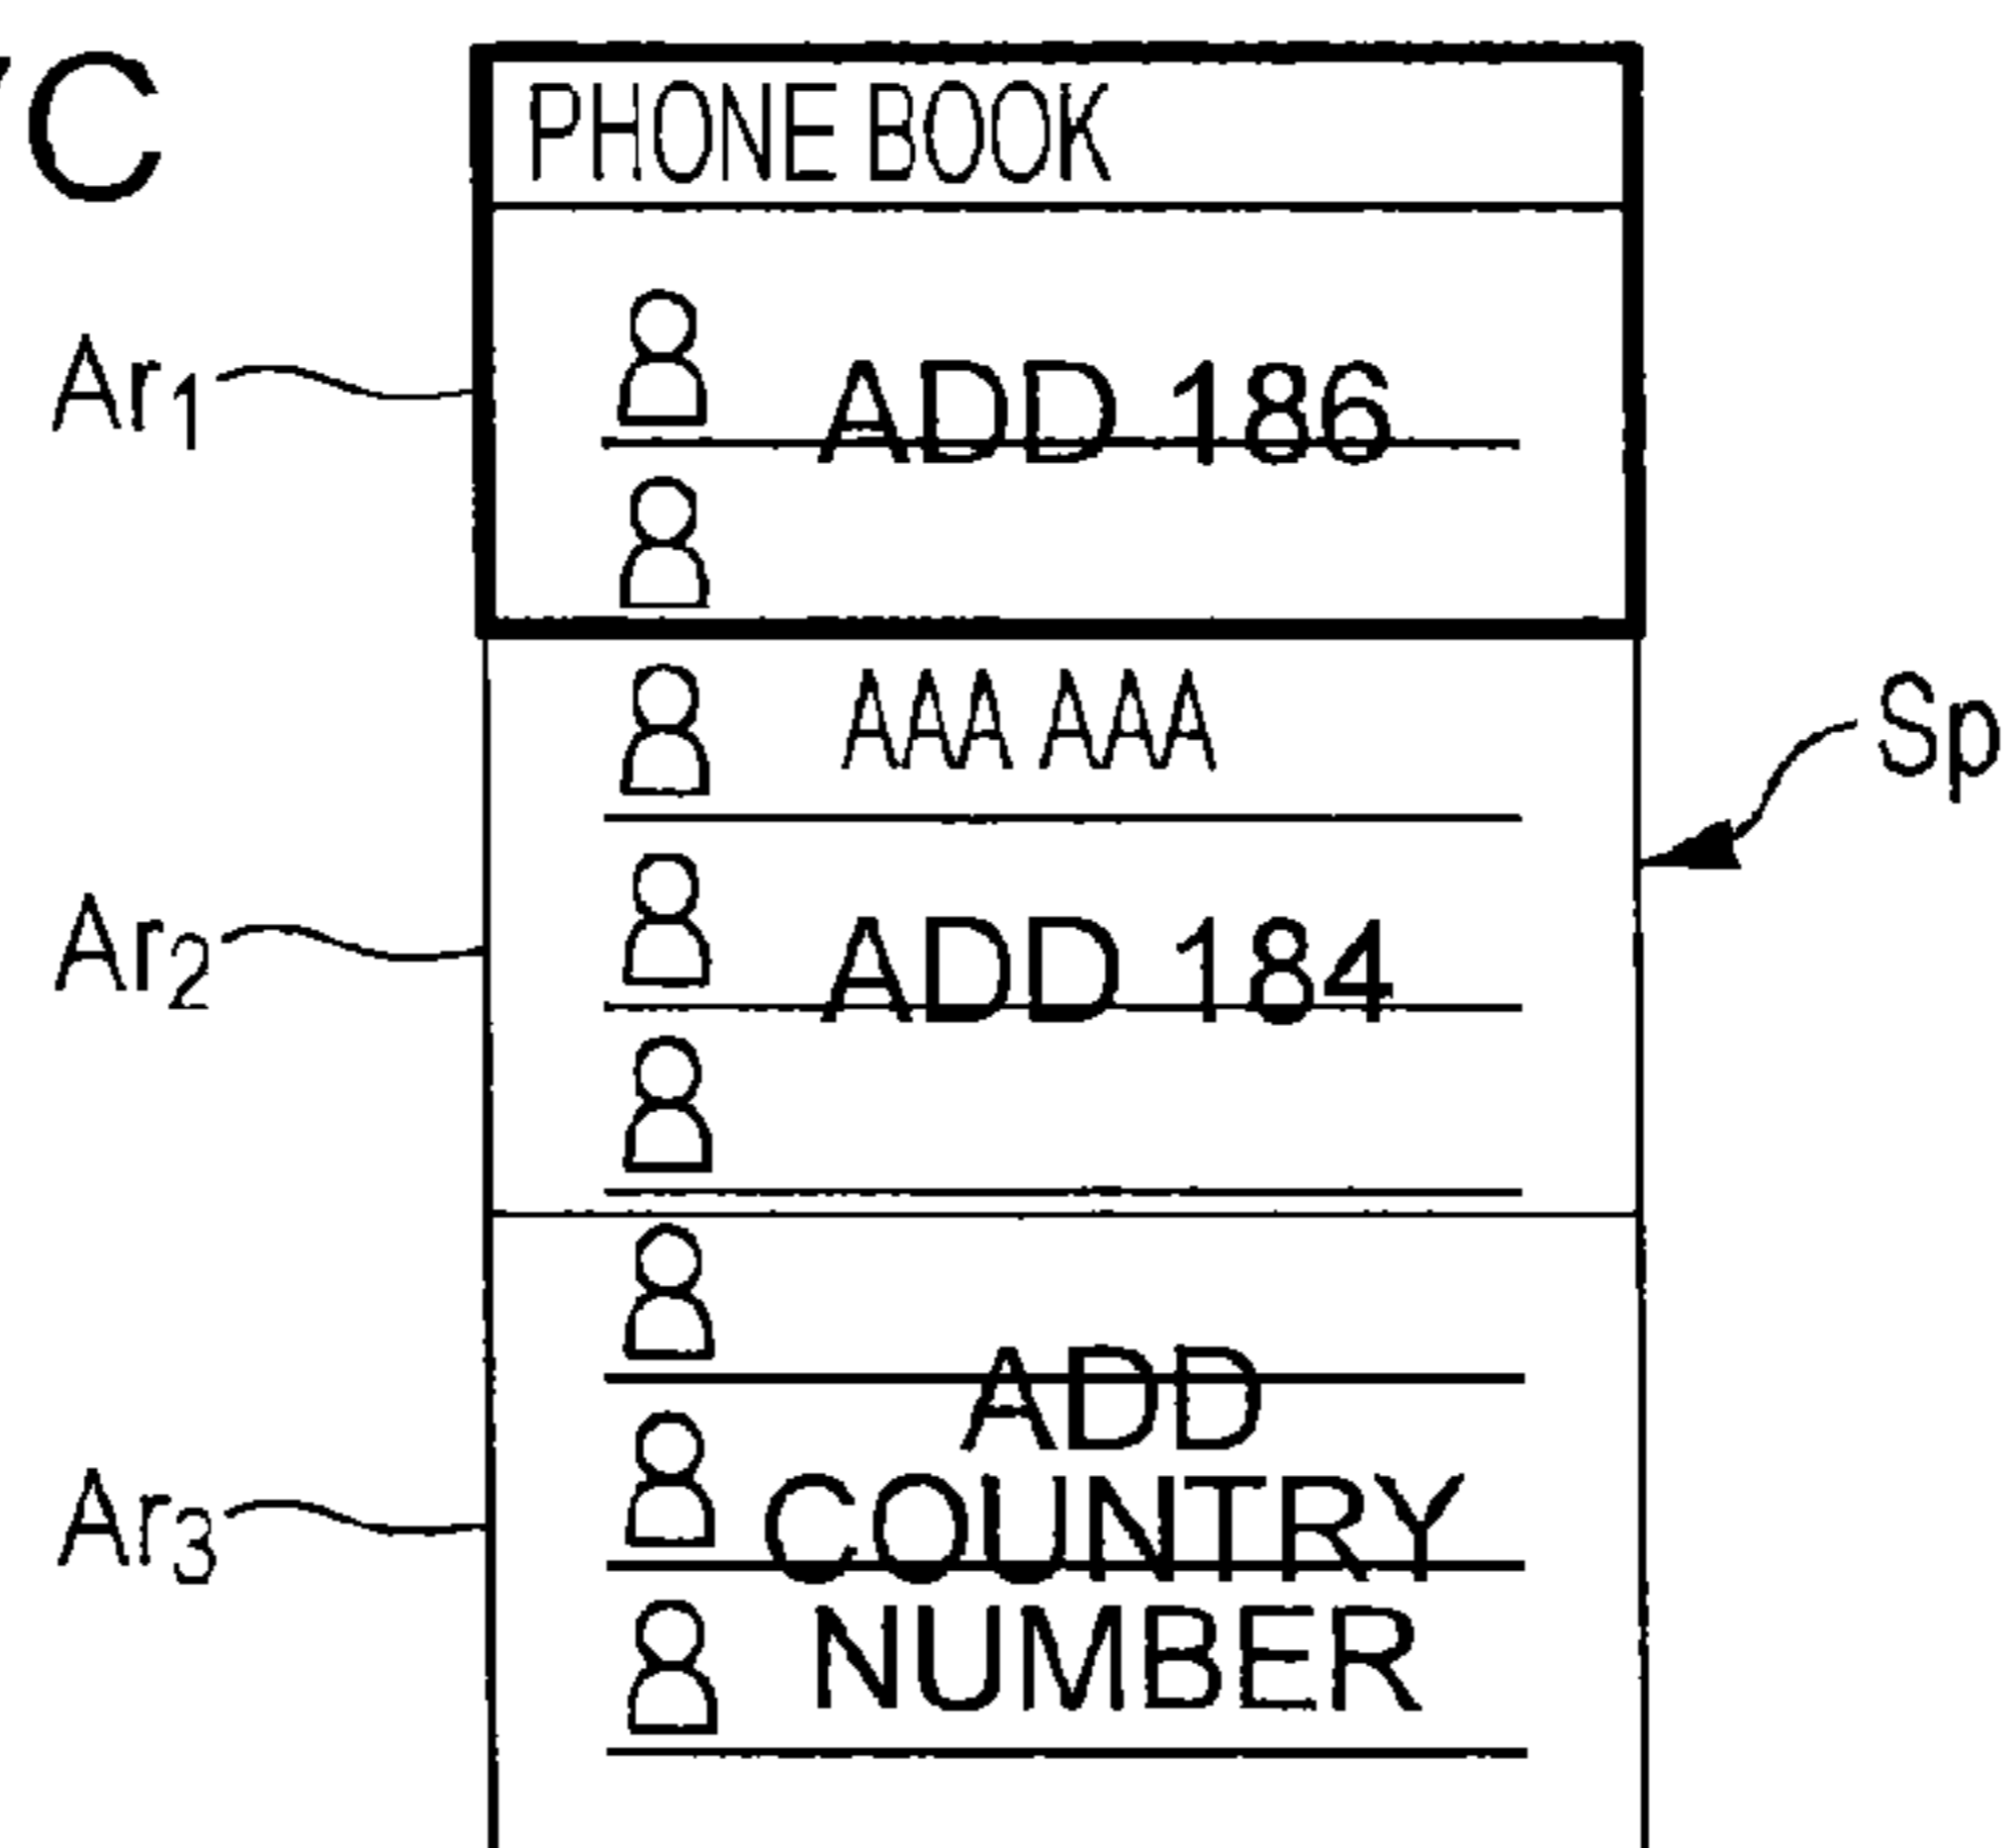 7C
PHONE BOOK
Ar1
ADD 186
AAA AAA
Sp
Ar2
ADD 184
Ar3
ADD
COUNTRY
NUMBER